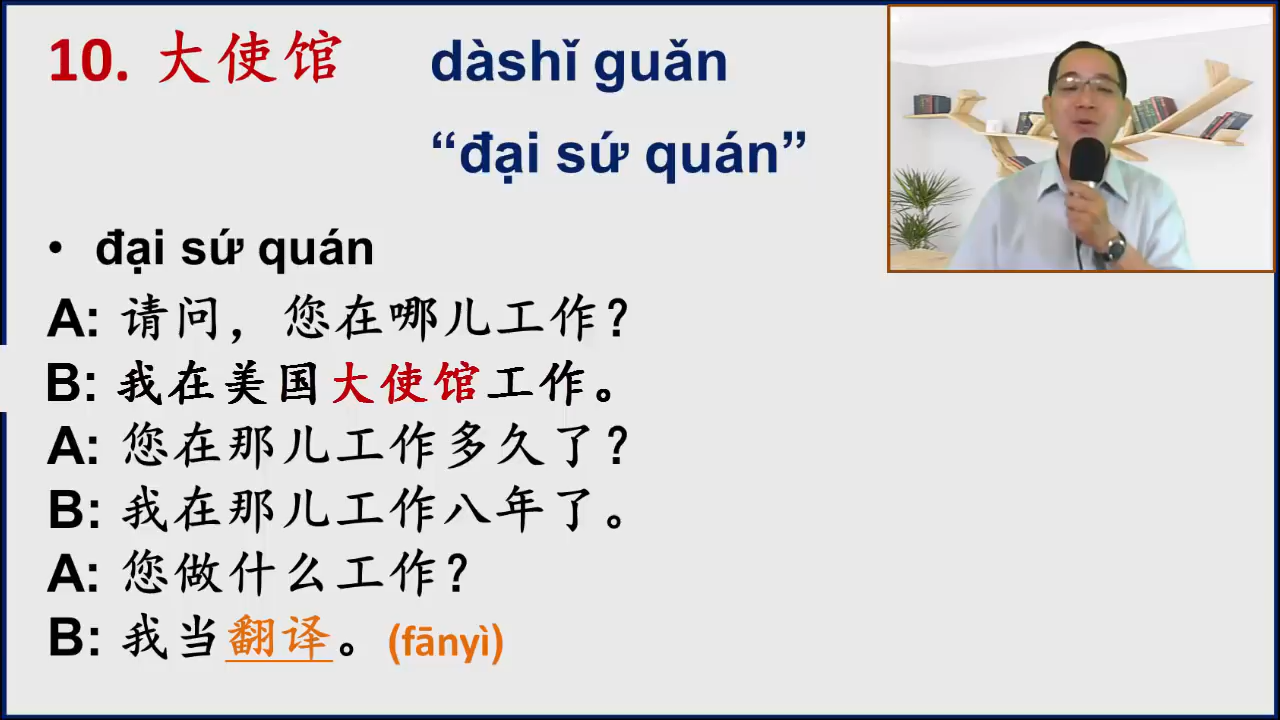 10. 大使馆 dàshǐ guǎn
“đại sứ quán”
• đại sứ quán
A: 请问，您在哪儿工作？
B: 我在美国大使馆工作。
A: 您在那儿工作多久了？
B: 我在那儿工作八年了。
A: 您做什么工作？
B: 我当翻译。(fānyì)